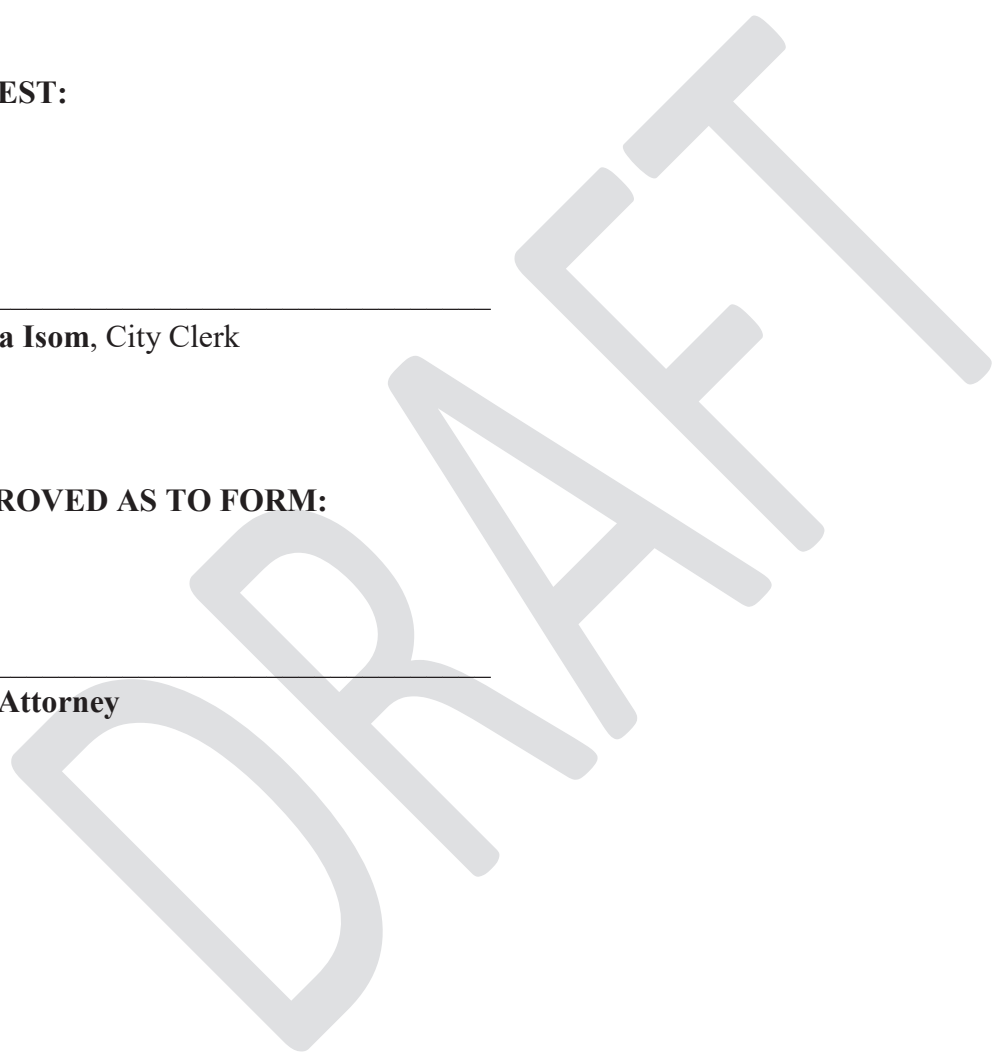 EST:
a Isom, City Clerk
ROVED AS TO FORM:
Attorney
DRAFT